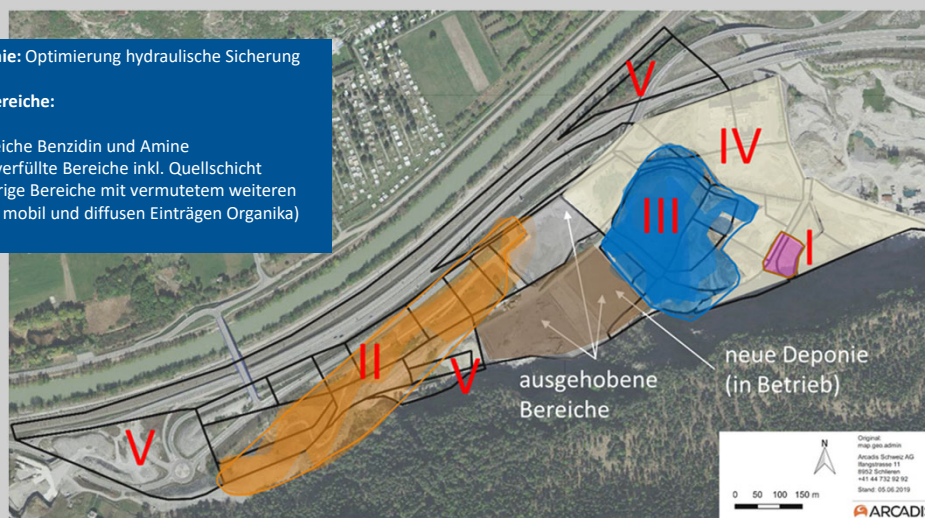 nie: Optimierung hydraulische Sicherung
ereiche:
eiche Benzidin und Amine
verfüllte Bereiche inkl. Quellschicht
rige Bereiche mit vermutetem weiteren
mobil und diffusen Einträgen Organika)
V
IV
III
I
II
V
V
ausgehobene
Bereiche
neue Deponie
(in Betrieb)
N
0 50 100 150 m
Original:
map.geo.admin
Arcadis Schweiz AG
Ifangstrasse 11
8952 Schlieren
+41 44 732 92 92
Stand: 05.06.2019
ARCADIS